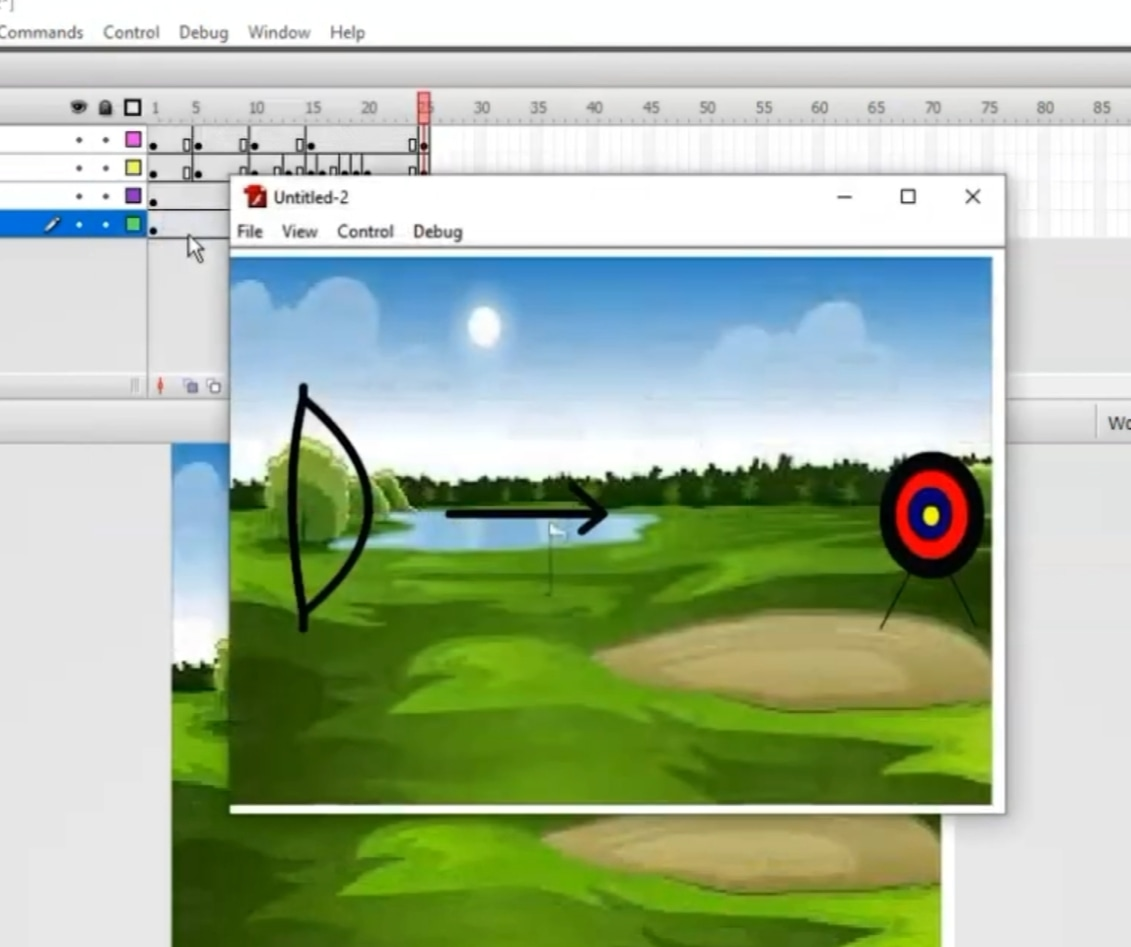 Commands Control Debug Window Help
1 5 10 15 20 25 30 35 40 45 50 55 60 65 70 75 80 85
Untitled-2
File View Control Debug